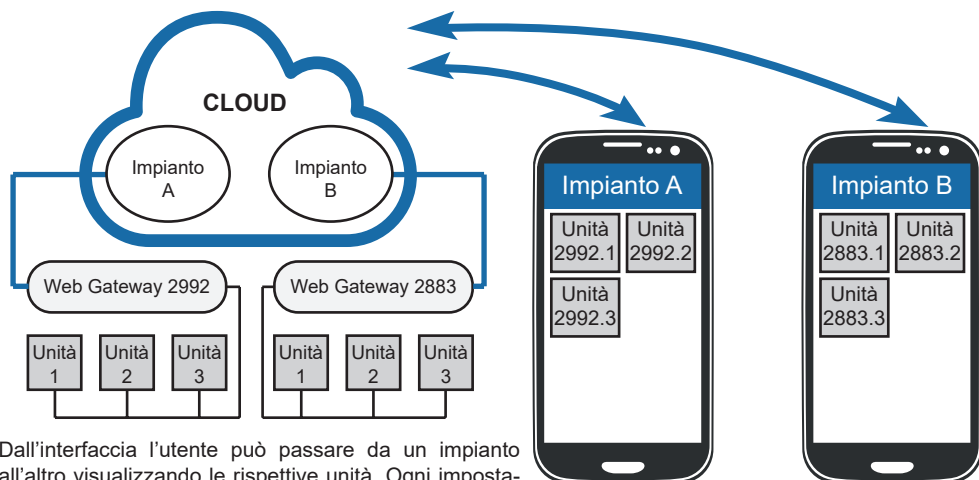 CLOUD
Impianto
A
Impianto
B
Web Gateway 2992
Web Gateway 2883
Unità
1
Unità
2
Unità
3
Unità
1
Unità
2
Unità
3
Impianto A
Unità
2992.1
Unità
2992.2
Unità
2992.3
Impianto B
Unità
2883.1
Unità
2883.2
Unità
2883.3
Dall’interfaccia l’utente può passare da un impianto
all’altro visualizzando le rispettive unità. Ogni imposta-